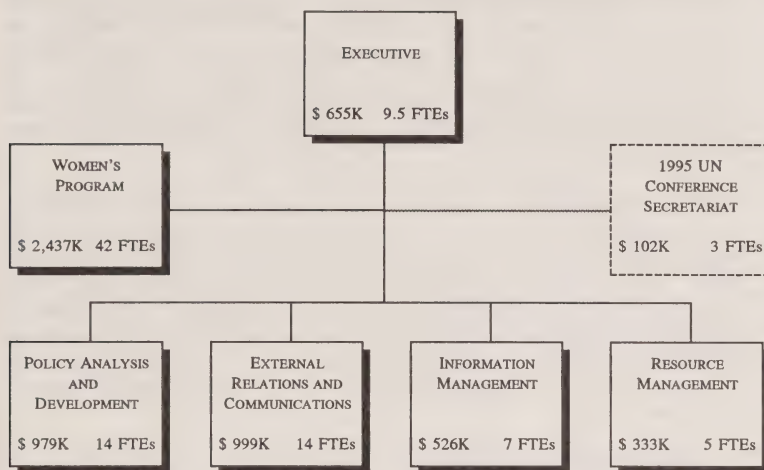 EXECUTIVE
$ 655K 9.5 FTEs
WOMEN'S
PROGRAM
$ 2,437K 42 FTEs
1995 UN
CONFERENCE
SECRETARIAT
$ 102K 3 FTEs
POLICY ANALYSIS
AND
DEVELOPMENT
$ 979K 14 FTEs
EXTERNAL
RELATIONS AND
COMMUNICATIONS
$ 999K 14 FTEs
INFORMATION
MANAGEMENT
$ 526K 7 FTEs
RESOURCE
MANAGEMENT
$ 333K 5 FTEs